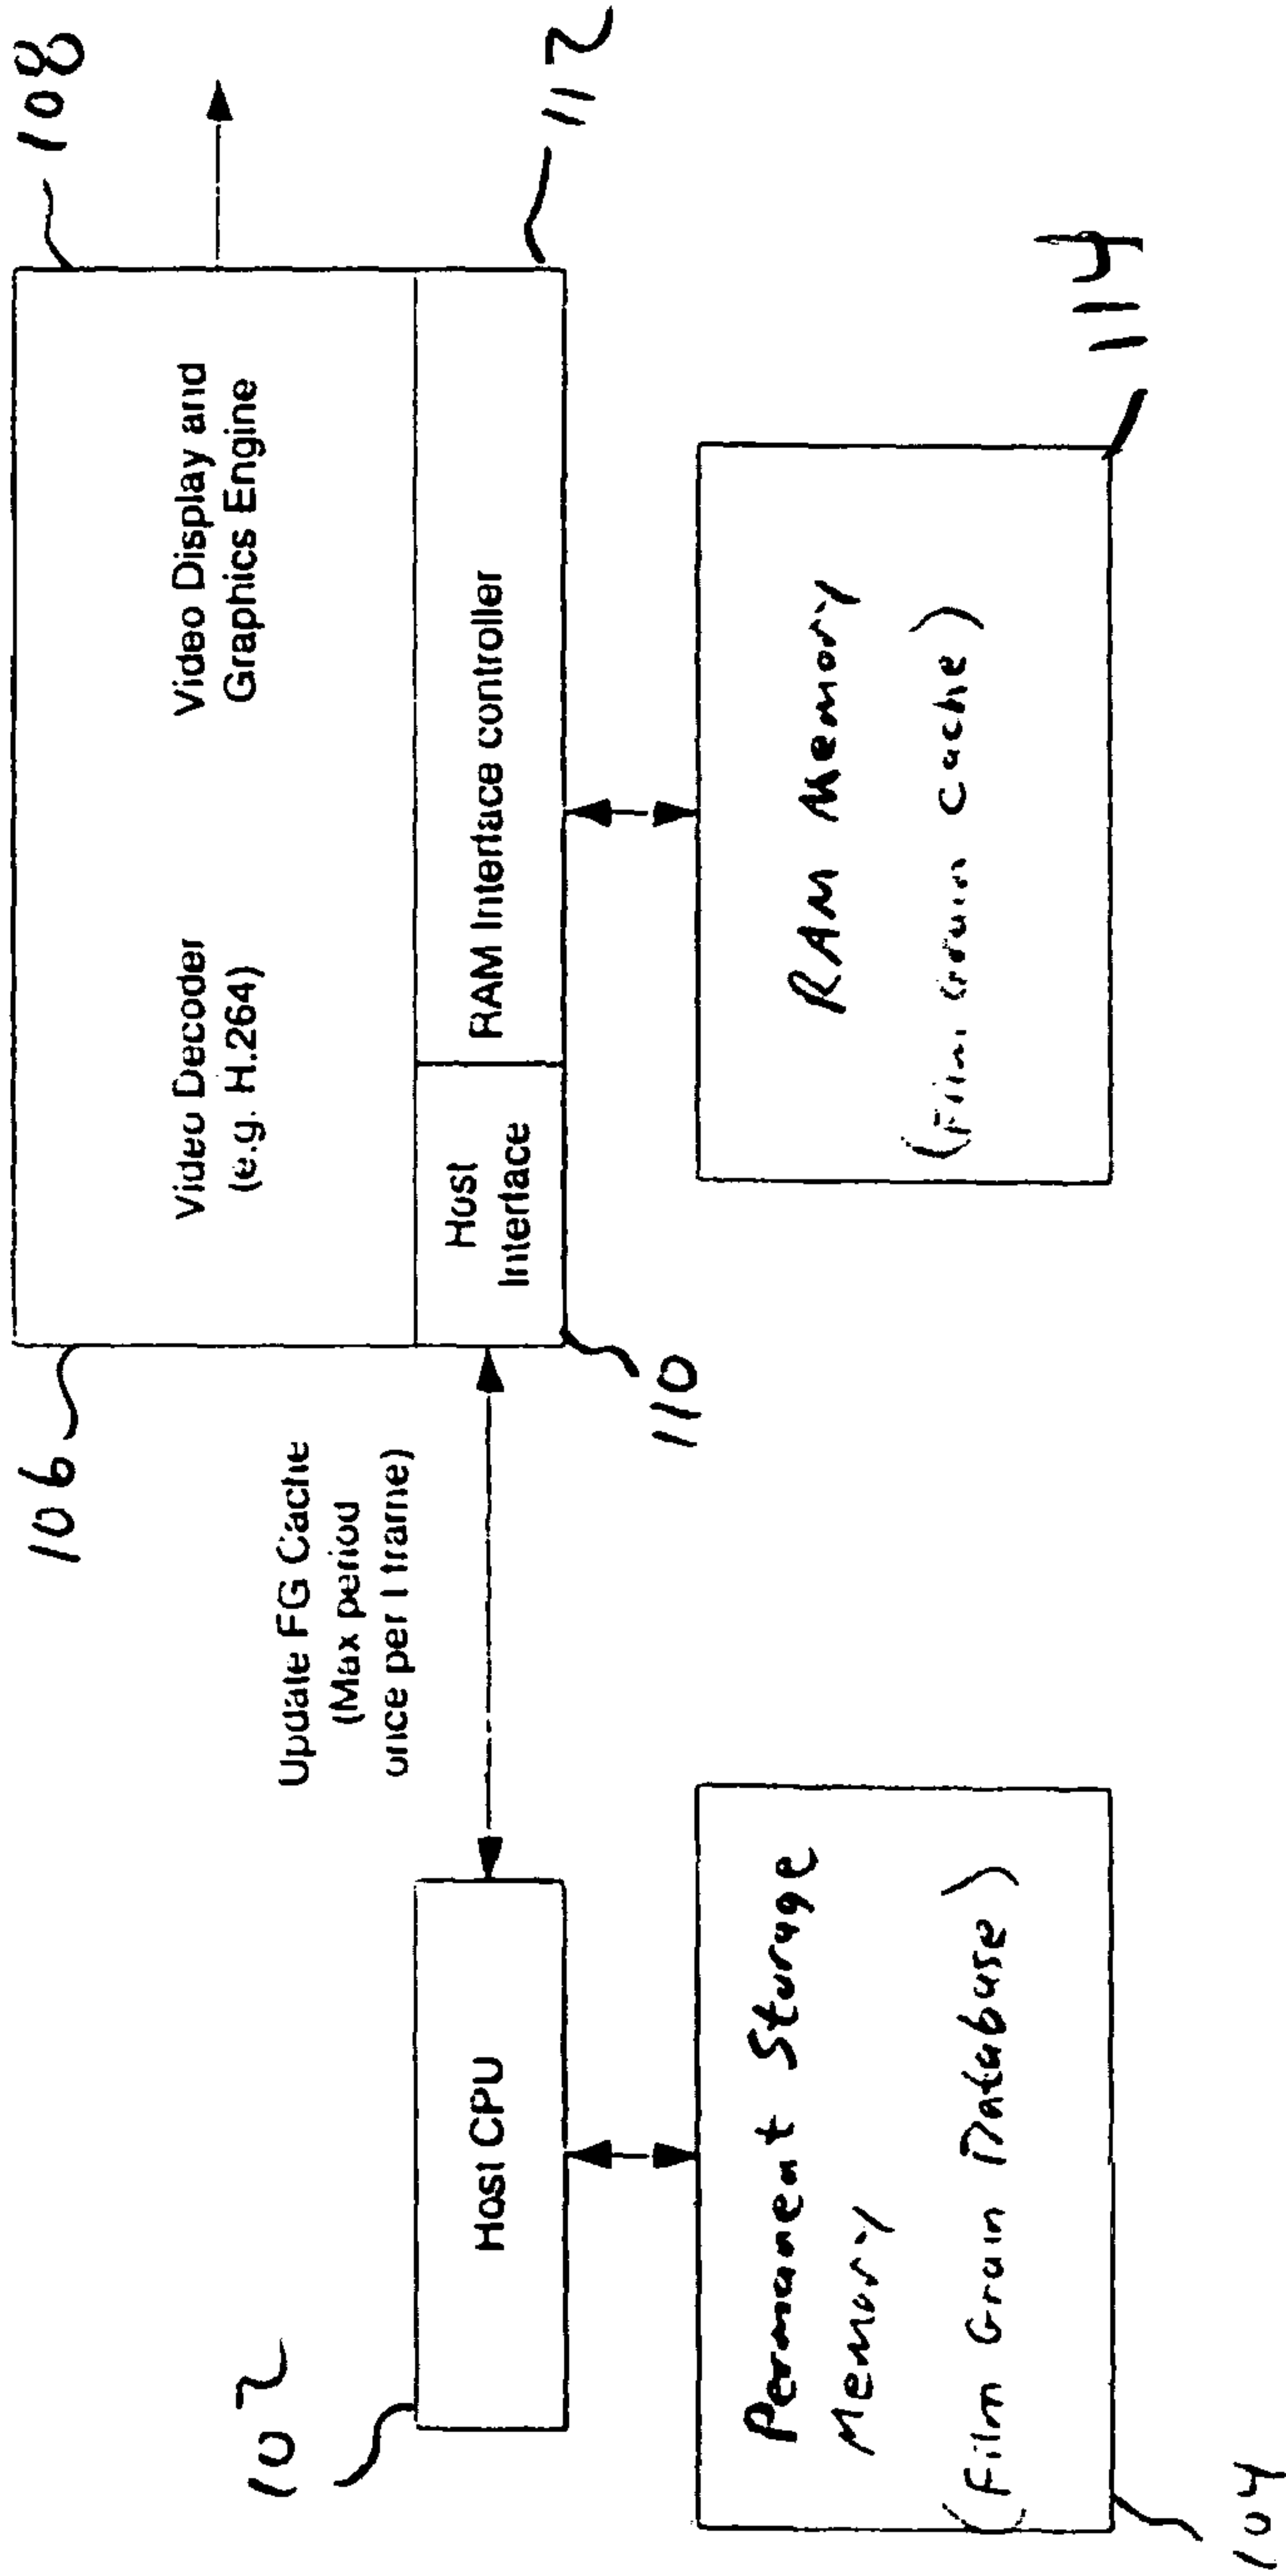 108
106
Video Decoder
(e.g. H.264)
Video Display and
Graphics Engine
Update FG Cache
(Max period
once per I frame)
102
Host CPU
Host
Interface
RAM Interface controller
112
110
Permanent Storage
Memory
(Film Grain Database)
104
RAM Memory
(Film Grain Cache)
114